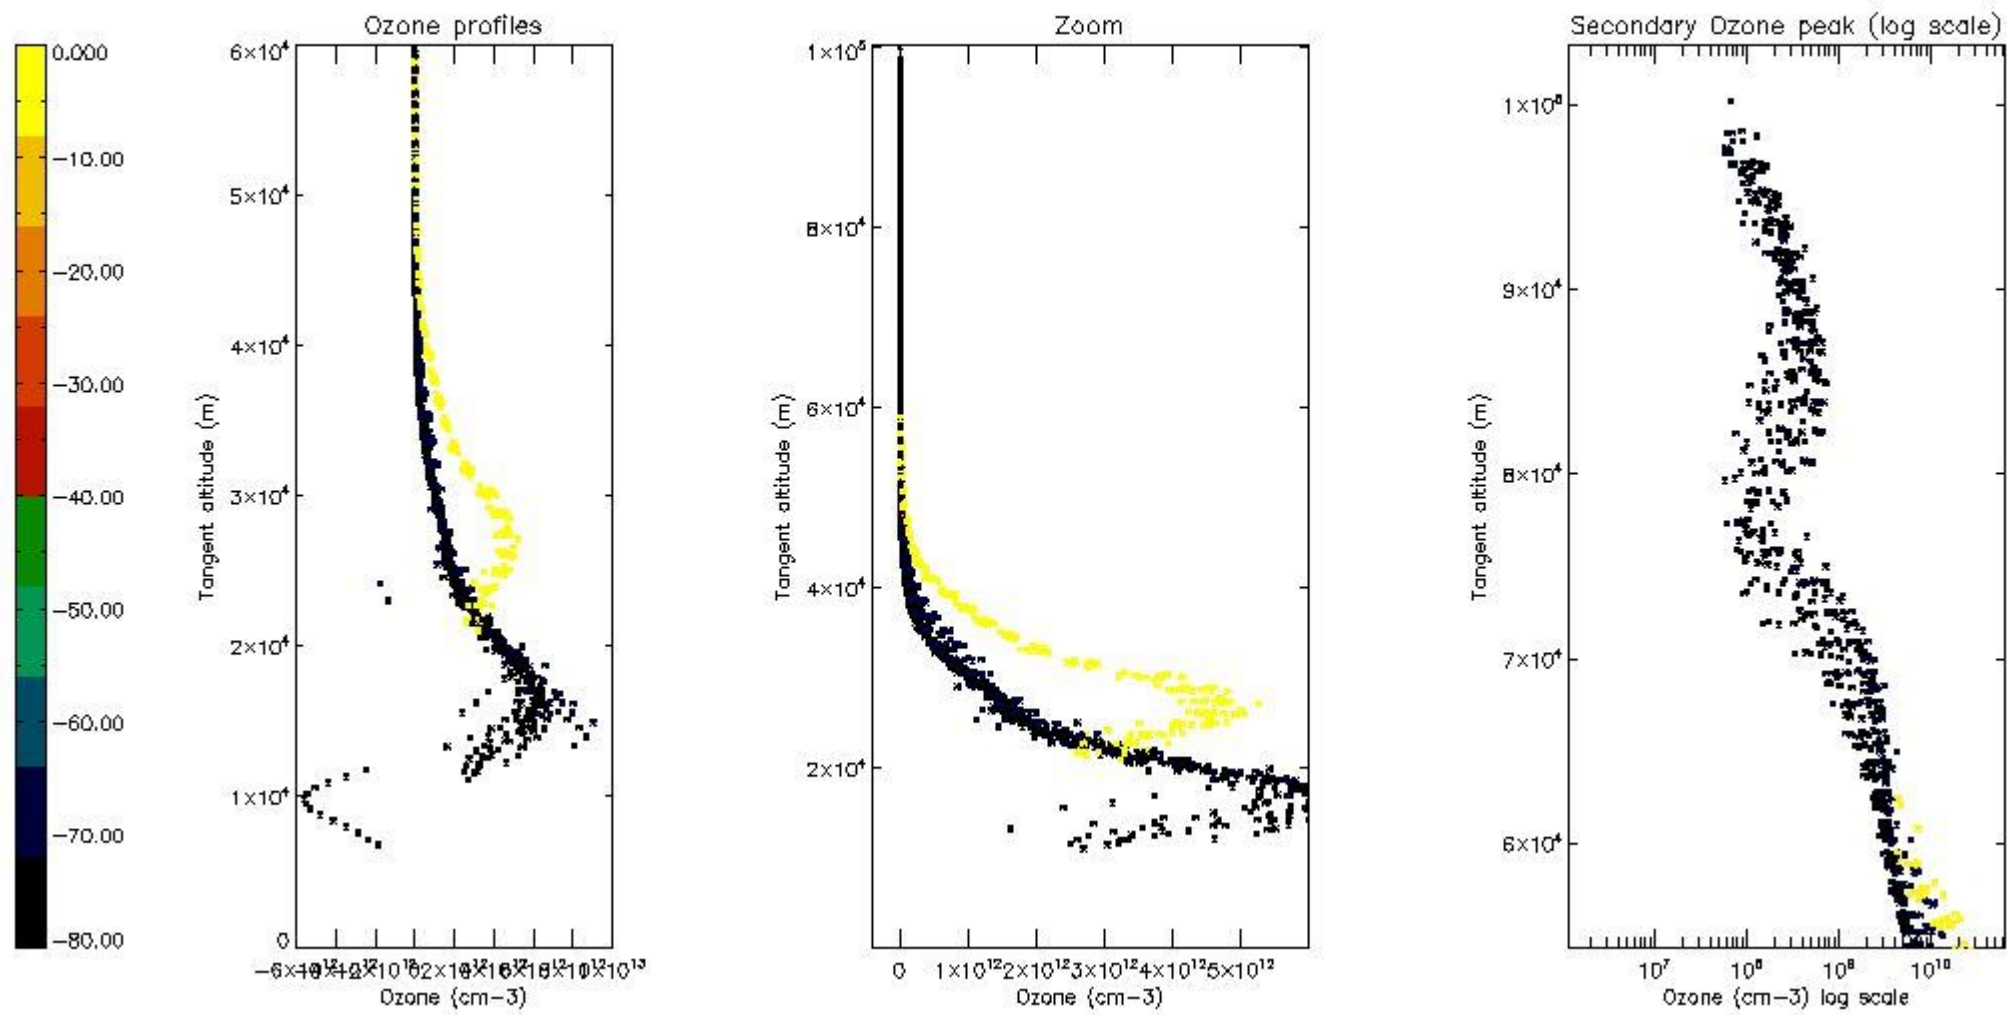 Ozone profiles
Zoom
Secondary Ozone peak (log scale)
0.000
−10.00
−20.00
−30.00
−40.00
−50.00
−60.00
−70.00
−80.00
6×10⁴
5×10⁴
4×10⁴
3×10⁴
2×10⁴
1×10⁴
0
Tangent altitude (m)
Ozone (cm−3)
1×10⁵
8×10⁴
6×10⁴
4×10⁴
2×10⁴
Tangent altitude (m)
0 1×10¹² 2×10¹² 3×10¹² 4×10¹² 5×10¹²
Ozone (cm−3)
9×10⁴
8×10⁴
7×10⁴
6×10⁴
Tangent altitude (m)
10⁷ 10¹⁰
Ozone (cm−3) log scale